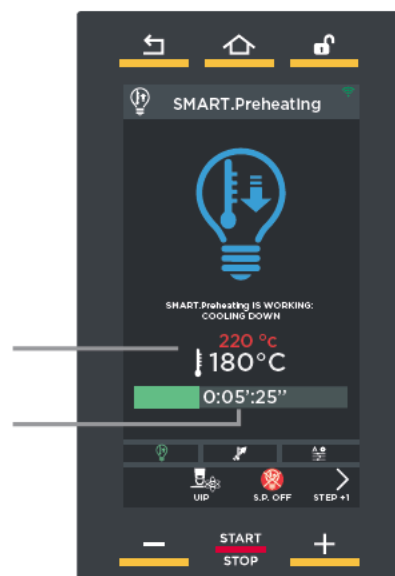 SMART.Preheating
SMART.Preheating IS WORKING:
COOLING DOWN
220 °c
180°C
0:05':25''
UIP S.P. OFF STEP +1
START
STOP